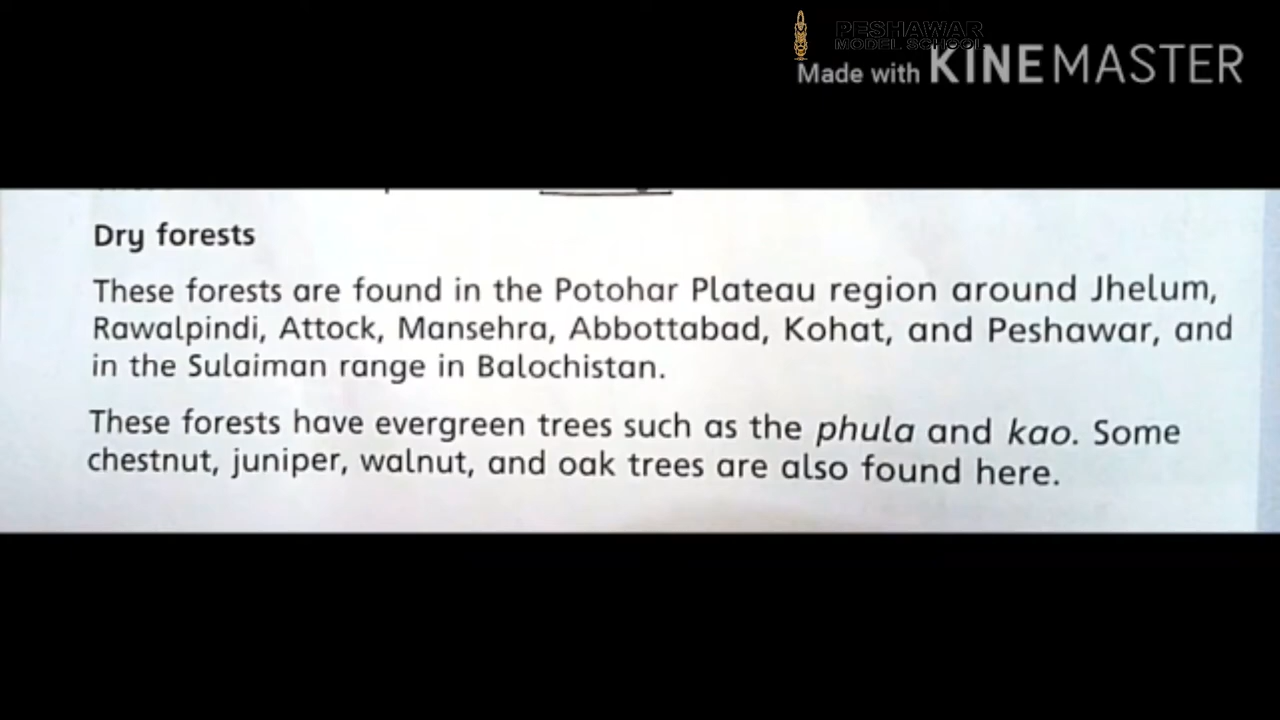 PESHAWAR
MODEL SCHOOL
Made with KINEMASTER
Dry forests
These forests are found in the Potohar Plateau region around Jhelum,
Rawalpindi, Attock, Mansehra, Abbottabad, Kohat, and Peshawar, and
in the Sulaiman range in Balochistan.
These forests have evergreen trees such as the phula and kao. Some
chestnut, juniper, walnut, and oak trees are also found here.